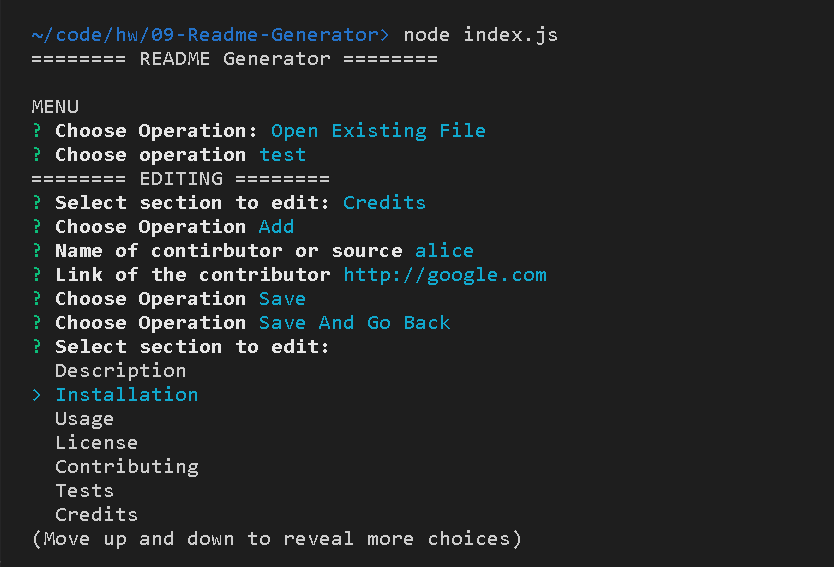 ~/code/hw/09-Readme-Generator> node index.js
======== README Generator ========
MENU
? Choose Operation: Open Existing File
? Choose operation test
======== EDITING ========
? Select section to edit: Credits
? Choose Operation Add
? Name of contirbutor or source alice
? Link of the contributor http://google.com
? Choose Operation Save
? Choose Operation Save And Go Back
? Select section to edit:
Description
> Installation
Usage
License
Contributing
Tests
Credits
(Move up and down to reveal more choices)